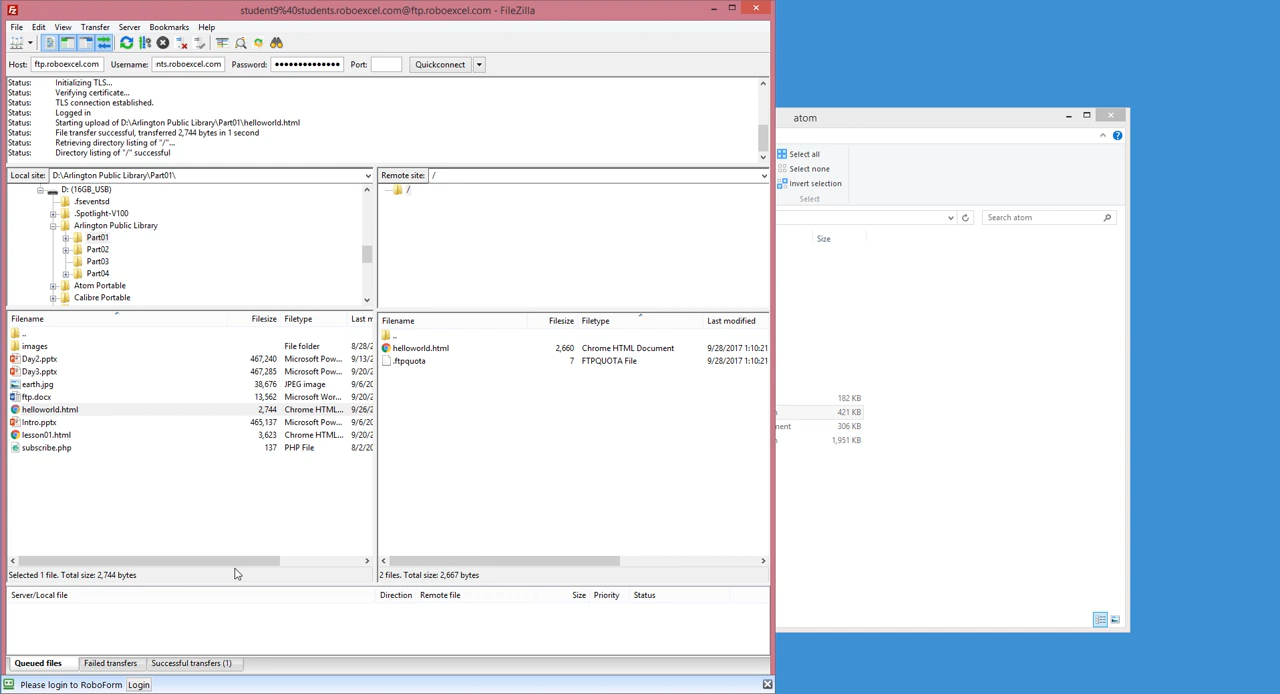 student9%40students.roboexcel.com@ftp.roboexcel.com - FileZilla
File Edit View Transfer Server Bookmarks Help
Host: ftp.roboexcel.com Username: nts.roboexcel.com Password: •••••••••••••• Port: Quickconnect
Status: Initializing TLS...
Status: Verifying certificate...
Status: TLS connection established.
Status: Logged in
Status: Starting upload of D:\Arlington Public Library\Part01\helloworld.html
Status: File transfer successful, transferred 2,744 bytes in 1 second
Status: Retrieving directory listing of "/"...
Status: Directory listing of "/" successful
Local site: D:\Arlington Public Library\Part01\
D: (16GB_USB)
.fseventsd
.Spotlight-V100
Arlington Public Library
Part01
Part02
Part03
Part04
Atom Portable
Calibre Portable
Remote site: /
/
Filename Filesize Filetype Last m
..
images File folder 8/28/2
Day2.pptx 467,240 Microsoft Pow... 9/13/2
Day3.pptx 467,285 Microsoft Pow... 9/20/2
earth.jpg 38,676 JPEG image 9/6/20
ftp.docx 13,562 Microsoft Wor... 9/20/2
helloworld.html 2,744 Chrome HTML... 9/26/2
Intro.pptx 465,137 Microsoft Pow... 9/6/20
lesson01.html 3,623 Chrome HTML... 9/20/2
subscribe.php 137 PHP File 8/2/20
Selected 1 file. Total size: 2,744 bytes
Filename Filesize Filetype Last modified
..
helloworld.html 2,660 Chrome HTML Document 9/28/2017 1:10:21
.ftpquota 7 FTPQUOTA File 9/28/2017 1:10:21
2 files. Total size: 2,667 bytes
Server/Local file Direction Remote file Size Priority Status
Queued files Failed transfers Successful transfers (1)
Please login to RoboForm Login
atom
Select all
Select none
Invert selection
Select
Search atom
Size
182 KB
421 KB
306 KB
1,951 KB